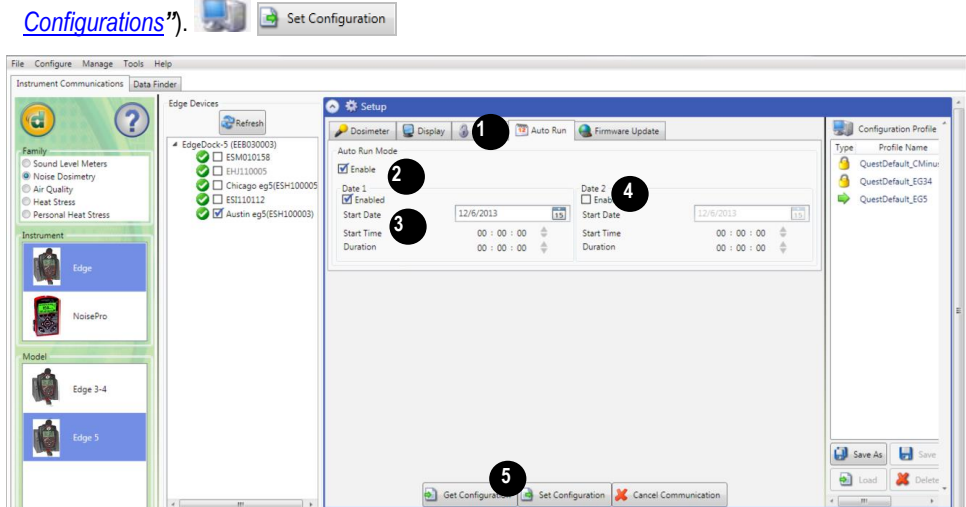 Configurations"). Set Configuration
File Configure Manage Tools Help
Instrument Communications Data Finder
Family
Sound Level Meters
Noise Dosimetry
Air Quality
Heat Stress
Personal Heat Stress
Instrument
Edge
NoisePro
Model
Edge 3-4
Edge 5
Edge Devices
Refresh
EdgeDock-5 (EEB030003)
ESM010158
EHJ110005
Chicago eg5(ESH100005
ESI110112
Austin eg5(ESH100003)
Setup
Dosimeter Display 1 Auto Run Firmware Update
Auto Run Mode
Enable 2
Date 1
Enabled
Start Date 12/6/2013 15
3
Start Time 00 : 00 : 00
Duration 00 : 00 : 00
Date 2 4
Start Date 12/6/2013 15
Start Time 00 : 00 : 00
Duration 00 : 00 : 00
5
Get Configuration Set Configuration Cancel Communication
Configuration Profile
Type Profile Name
QuestDefault_CMinu
QuestDefault_EG34
QuestDefault_EG5
Save As Save
Load Delete